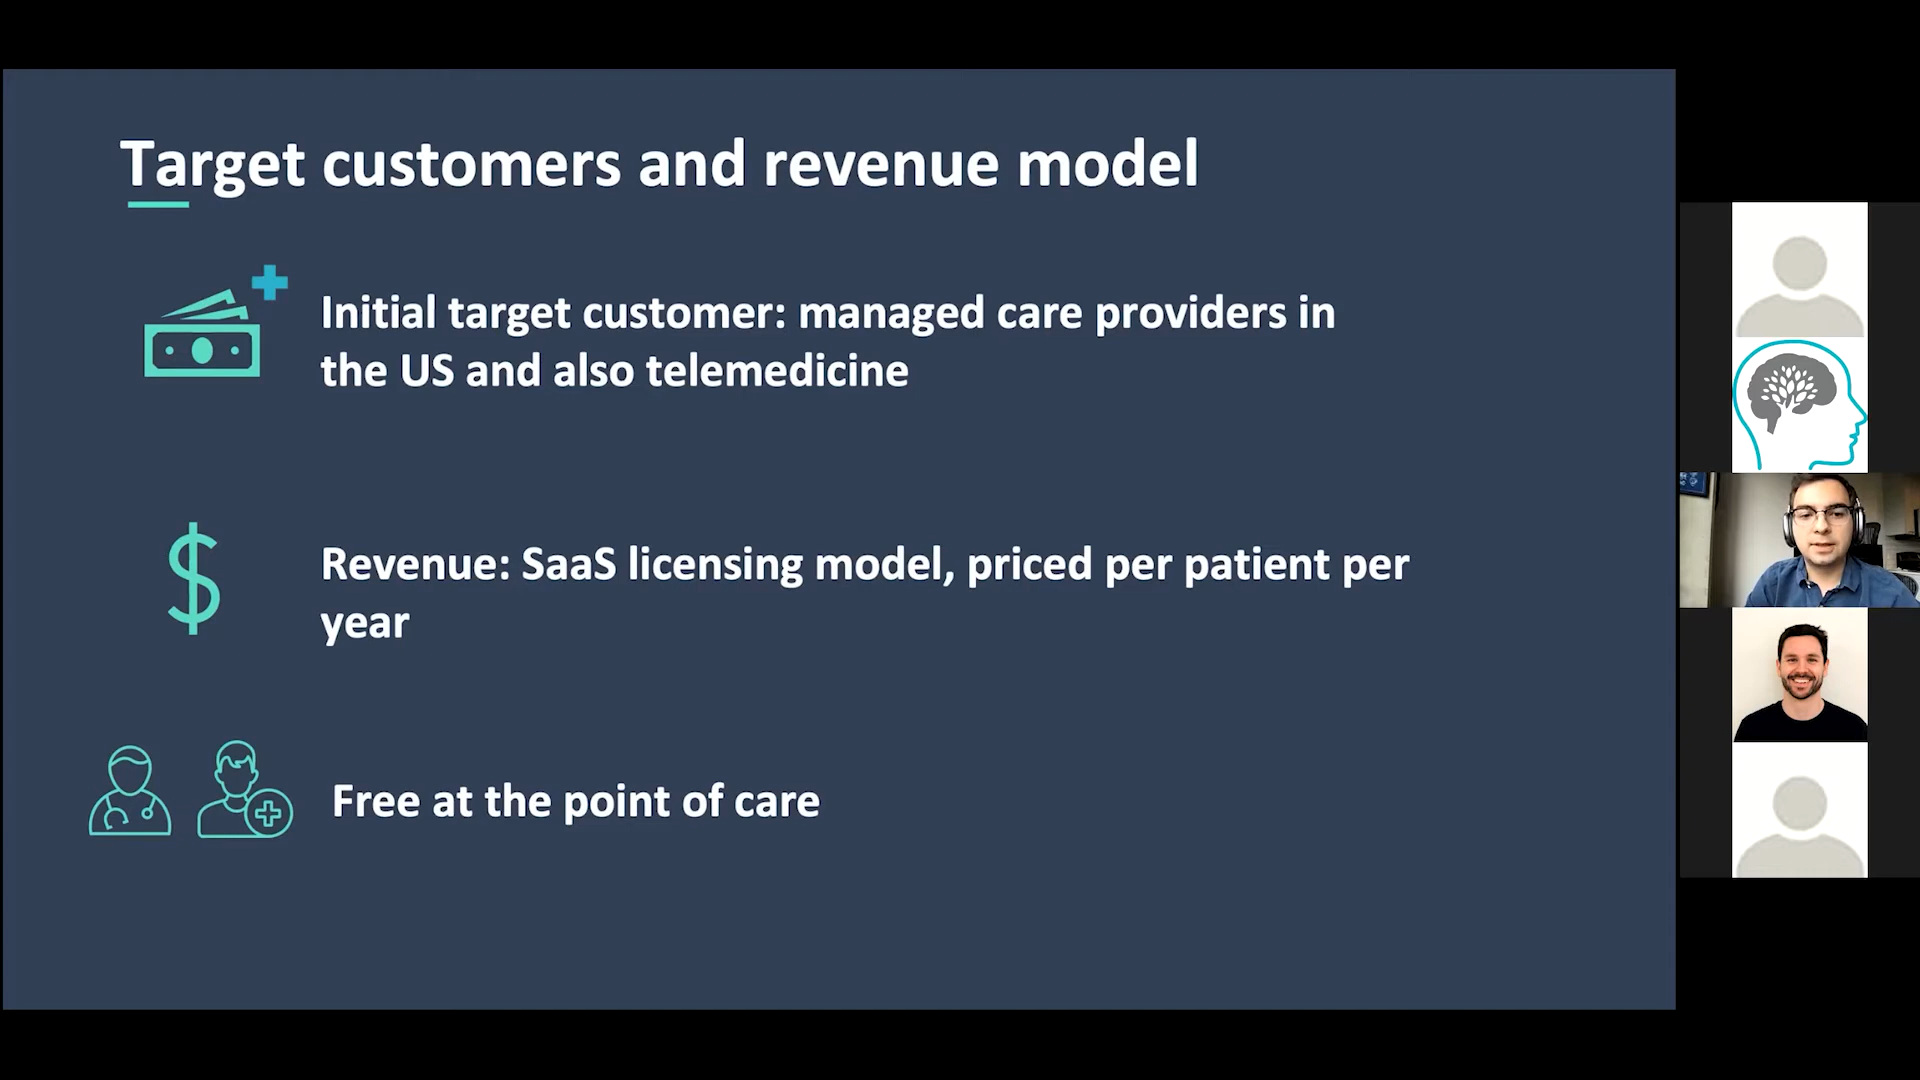 Target customers and revenue model
Initial target customer: managed care providers in
the US and also telemedicine
Revenue: SaaS licensing model, priced per patient per
year
Free at the point of care